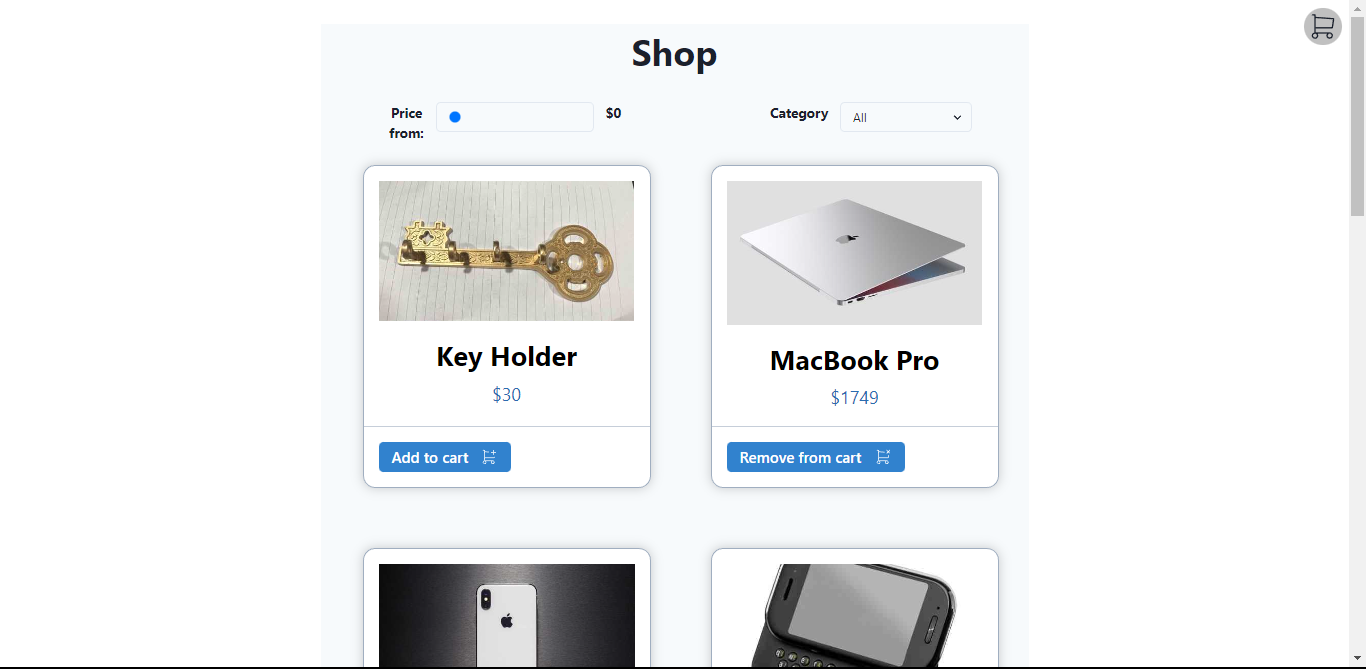 Shop
Price
from:
$0
Category
All
Key Holder
$30
Add to cart
MacBook Pro
$1749
Remove from cart